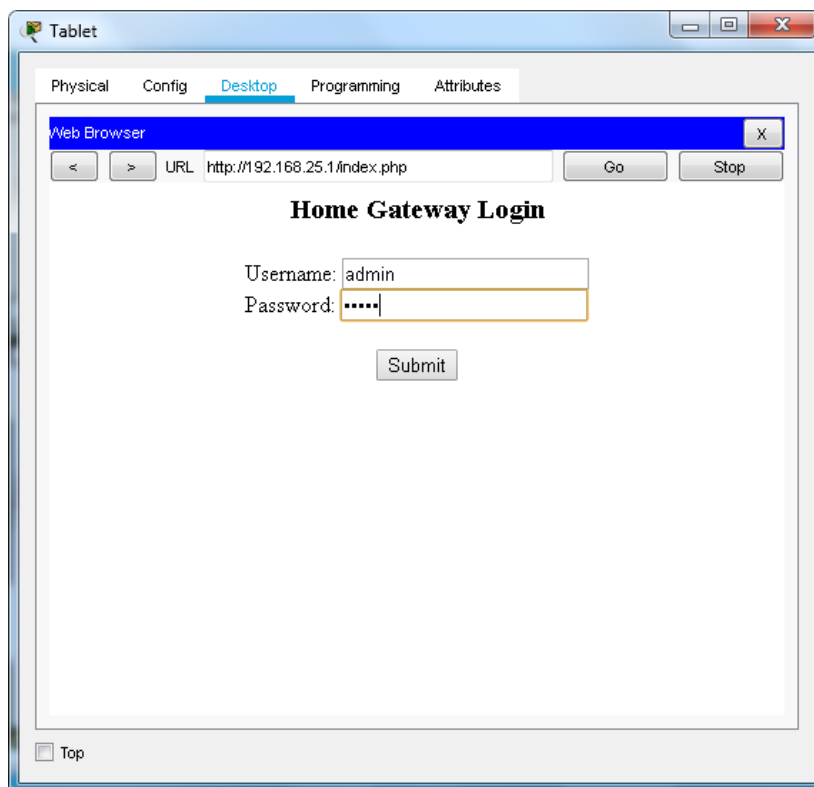 Tablet
Physical Config Desktop Programming Attributes
Web Browser X
< > URL http://192.168.25.1/index.php Go Stop
Home Gateway Login
Username: admin
Password: •••••
Submit
Top